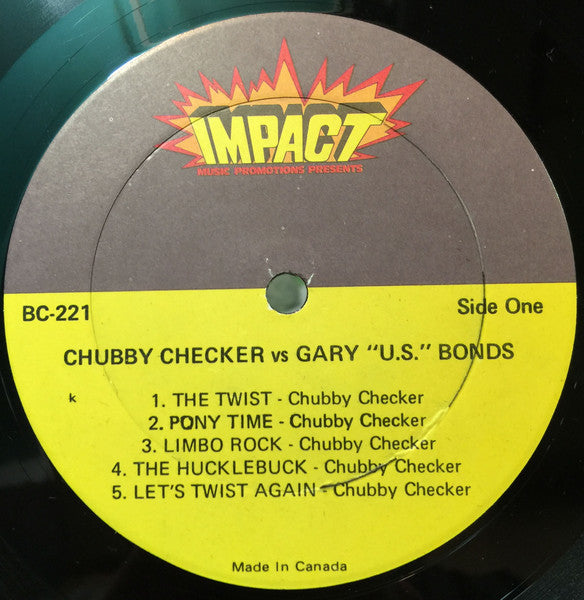 IMPACT
MUSIC PROMOTIONS PRESENTS
BC-221
Side One
CHUBBY CHECKER vs GARY "U.S." BONDS
k
1. THE TWIST - Chubby Checker
2. PONY TIME - Chubby Checker
3. LIMBO ROCK - Chubby Checker
4. THE HUCKLEBUCK - Chubby Checker
5. LET'S TWIST AGAIN - Chubby Checker
Made In Canada